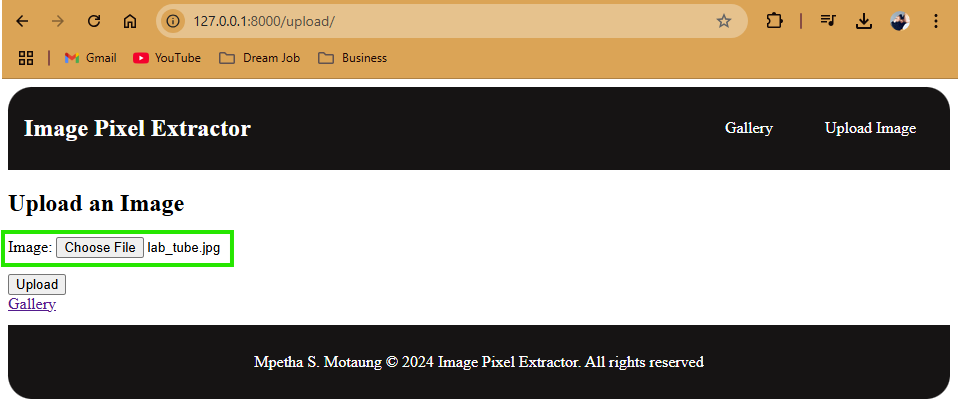 127.0.0.1:8000/upload/
Gmail YouTube Dream Job Business
Image Pixel Extractor Gallery Upload Image
Upload an Image
Image: Choose File lab_tube.jpg
Upload
Gallery
Mpetha S. Motaung © 2024 Image Pixel Extractor. All rights reserved